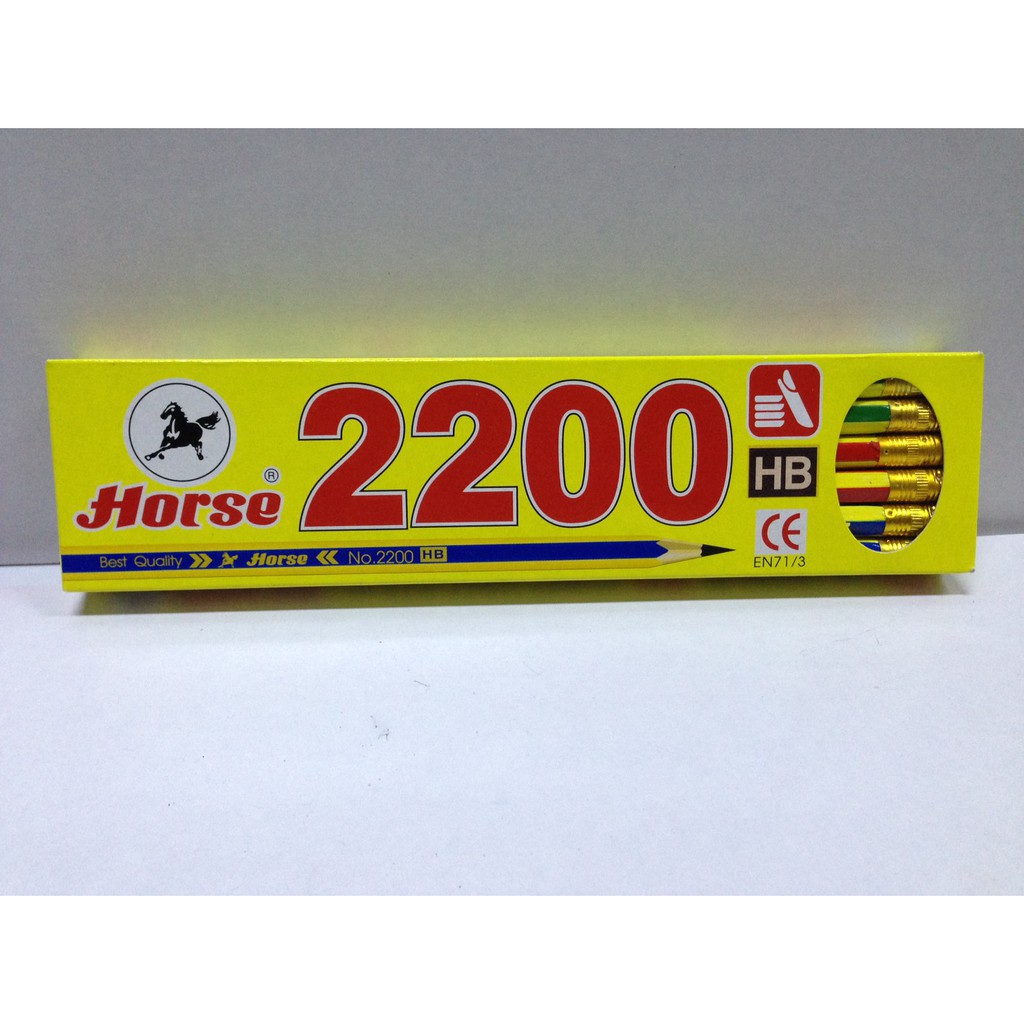 Horse ®
2200
HB
CE
EN71/3
Best Quality Horse No.2200 HB